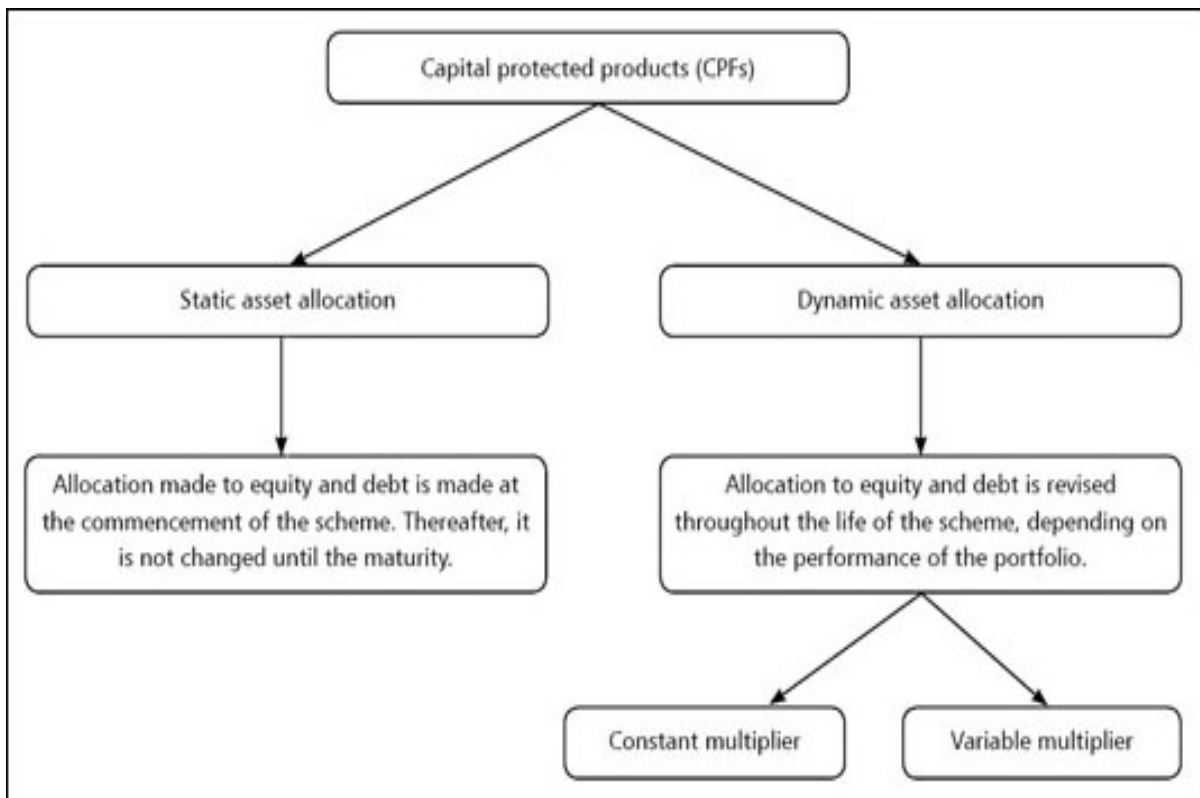 Capital protected products (CPFs)
Static asset allocation
Dynamic asset allocation
Allocation made to equity and debt is made at
the commencement of the scheme. Thereafter, it
is not changed until the maturity.
Allocation to equity and debt is revised
throughout the life of the scheme, depending on
the performance of the portfolio.
Constant multiplier
Variable multiplier